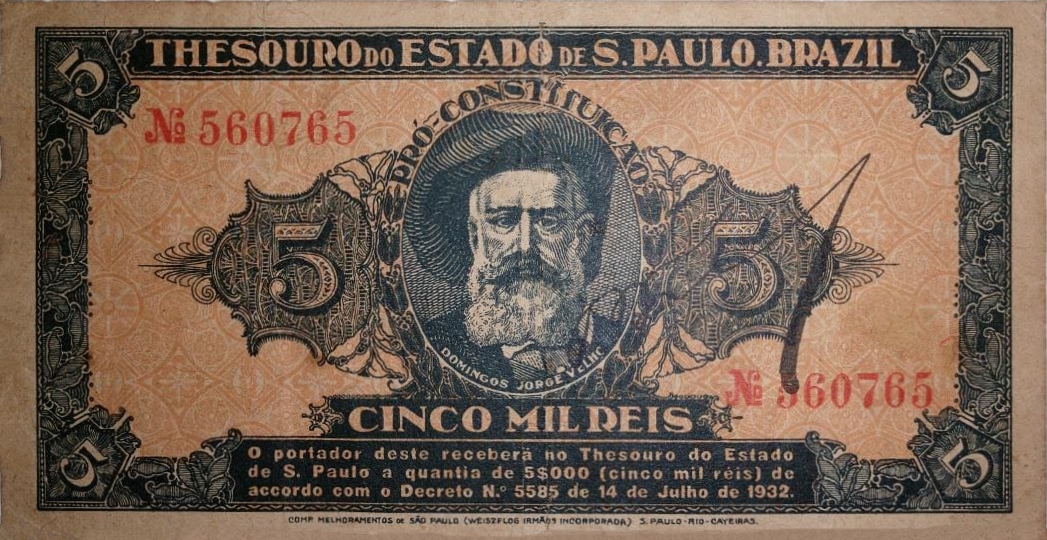 5 THESOURO DO ESTADO DE S. PAULO. BRAZIL 5
№ 560765
PRÓ-CONSTITUIÇÃO
5 5
DOMINGOS JORGE VELHO
№ 560765
CINCO MIL REIS
5 5
O portador deste receberá no Thesouro do Estado
de S. Paulo a quantia de 5$000 (cinco mil réis) de
accordo com o Decreto N.º 5585 de 14 de Julho de 1932.
COMP. MELHORAMENTOS DE SÃO PAULO (WEISZFLOG IRMÃOS INCORPORADA) S. PAULO-RIO-CAYEIRAS.